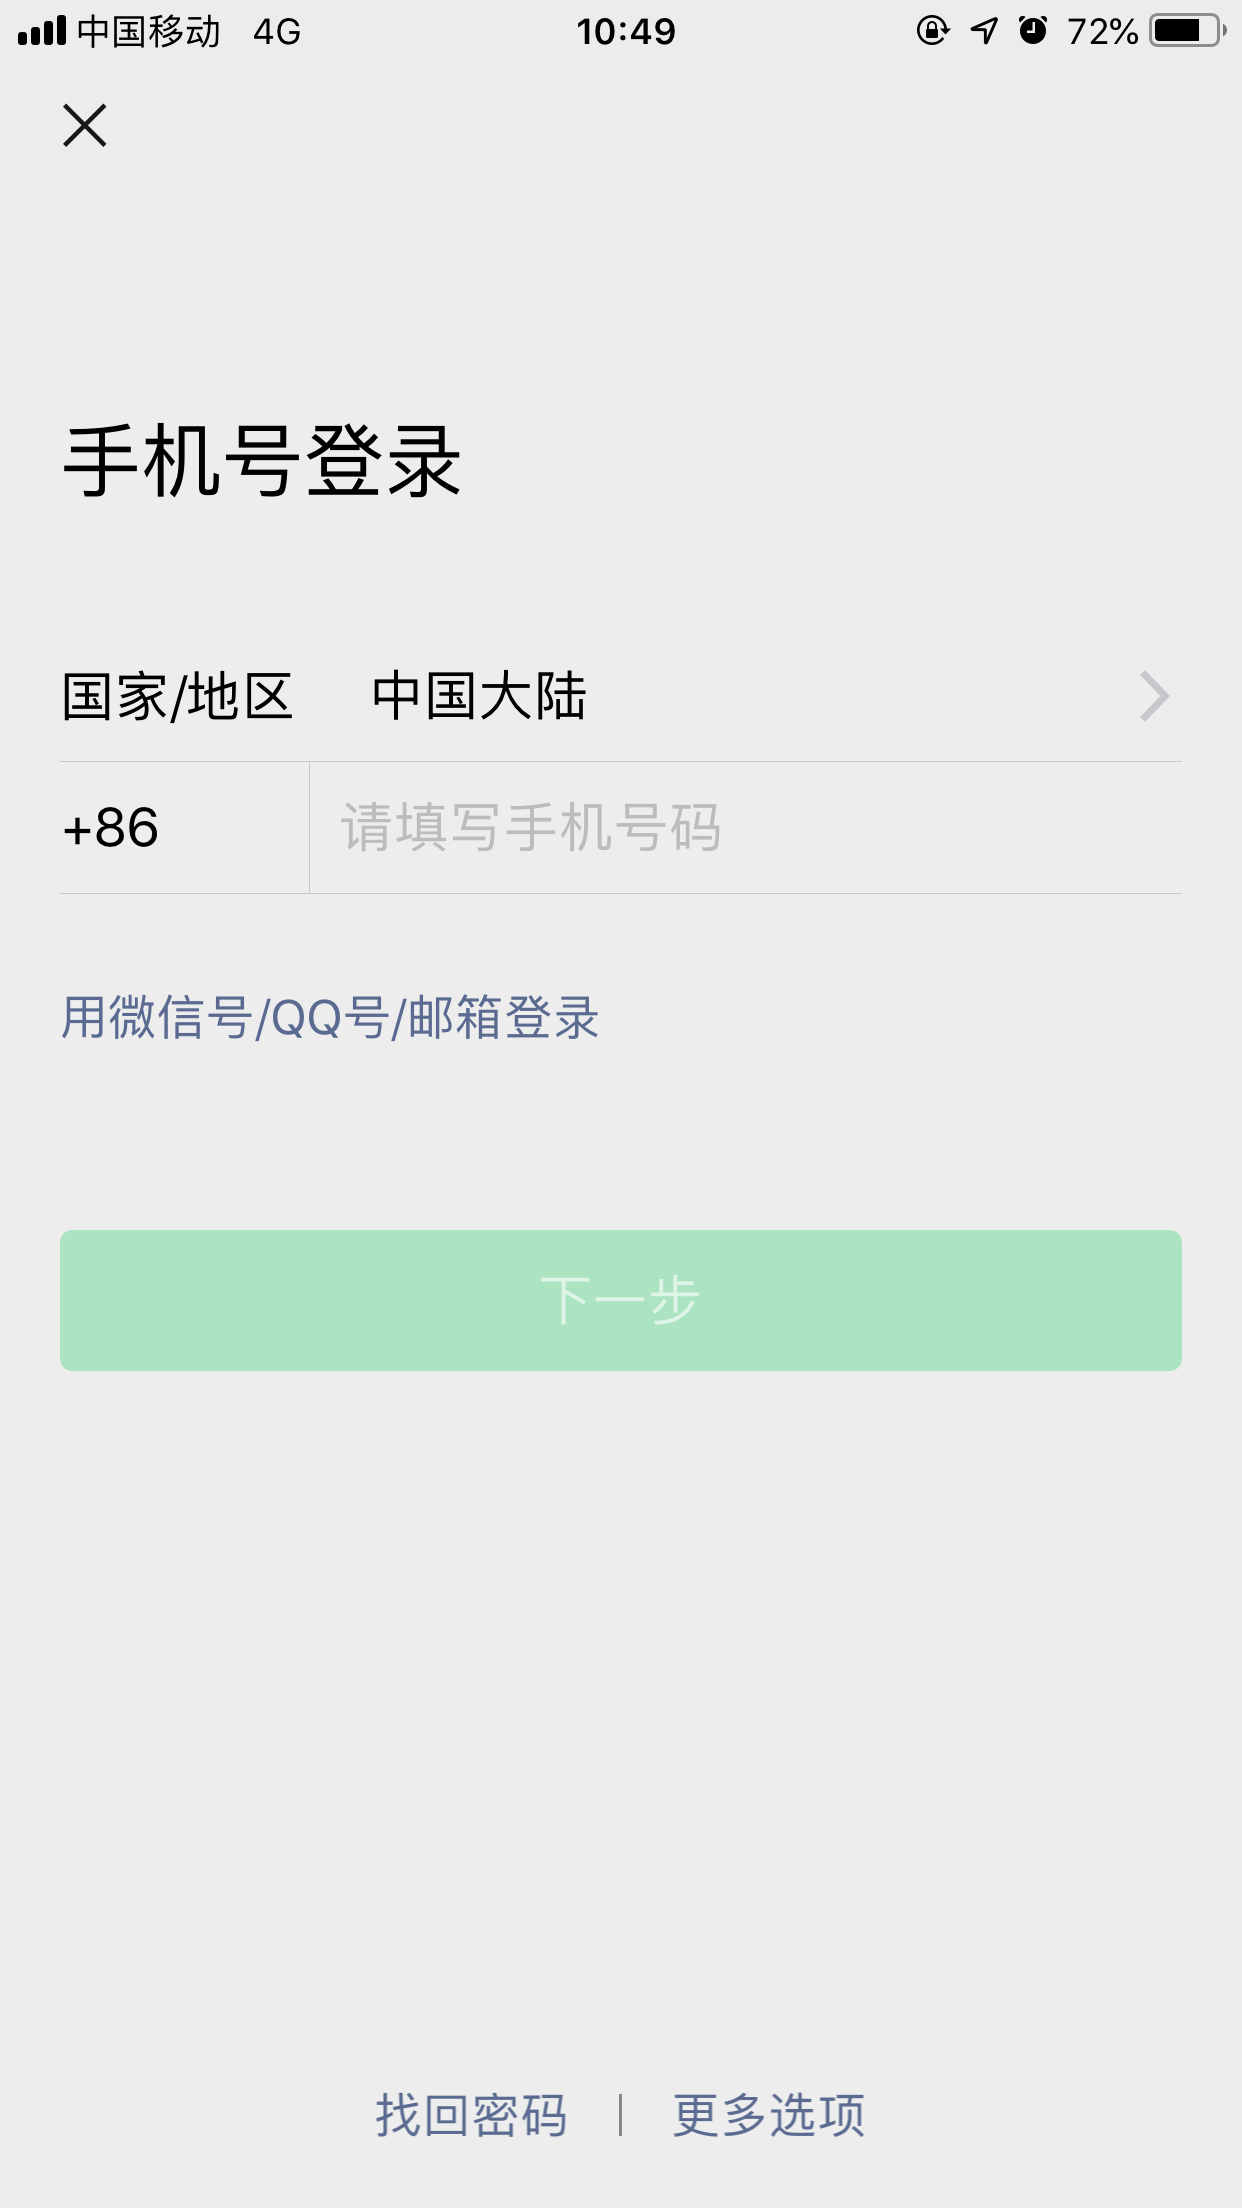 中国移动 4G 10:49 72%
手机号登录
国家/地区 中国大陆
+86 请填写手机号码
用微信号/QQ号/邮箱登录
下一步
找回密码 | 更多选项